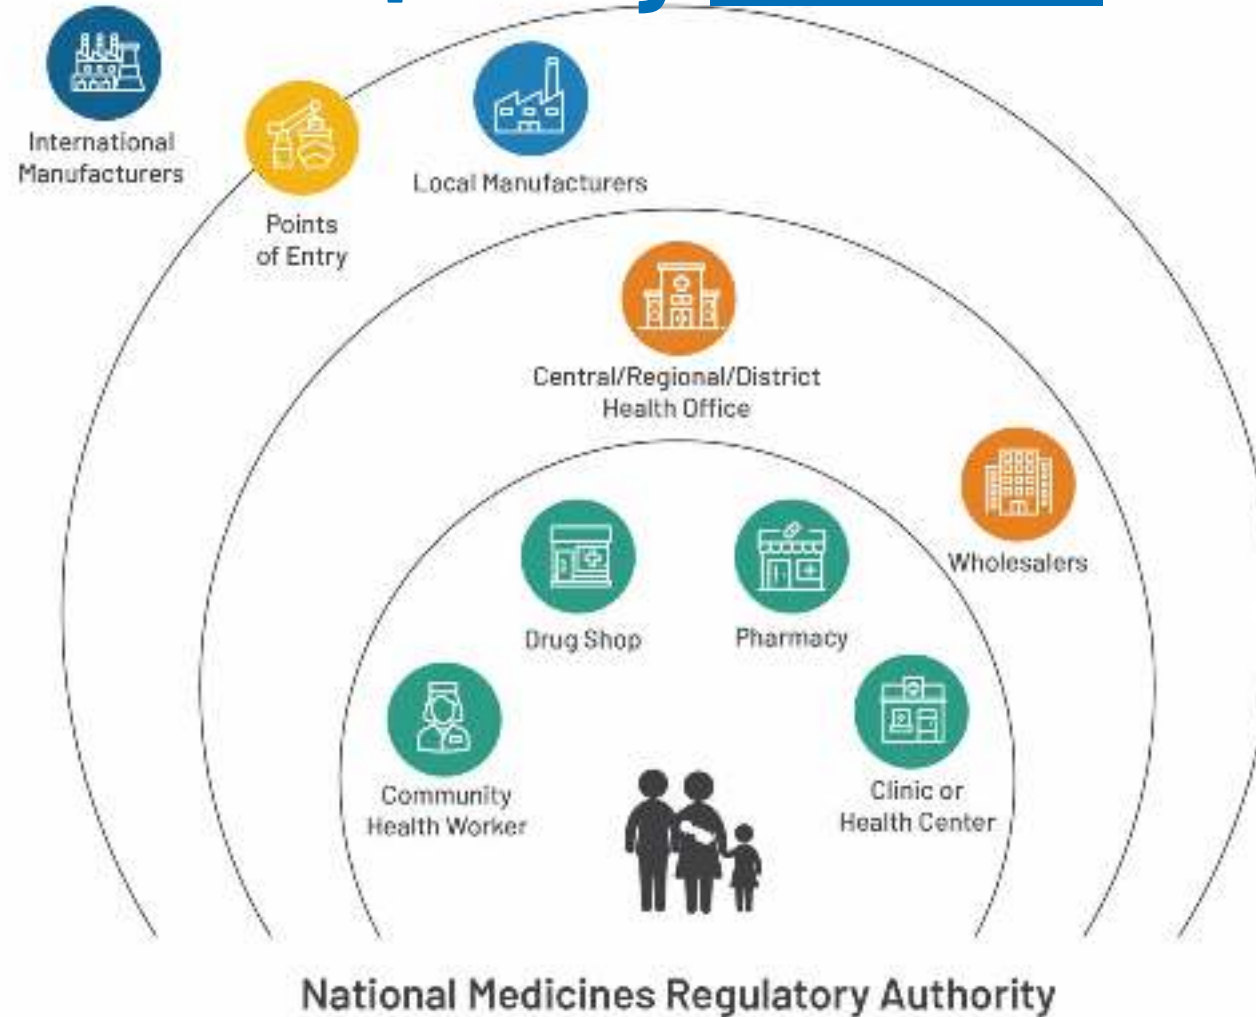 International
Manufacturers
Points
of Entry
Local Manufacturers
Central/Regional/District
Health Office
Wholesalers
Drug Shop
Pharmacy
Community
Health Worker
Clinic or
Health Center
National Medicines Regulatory Authority